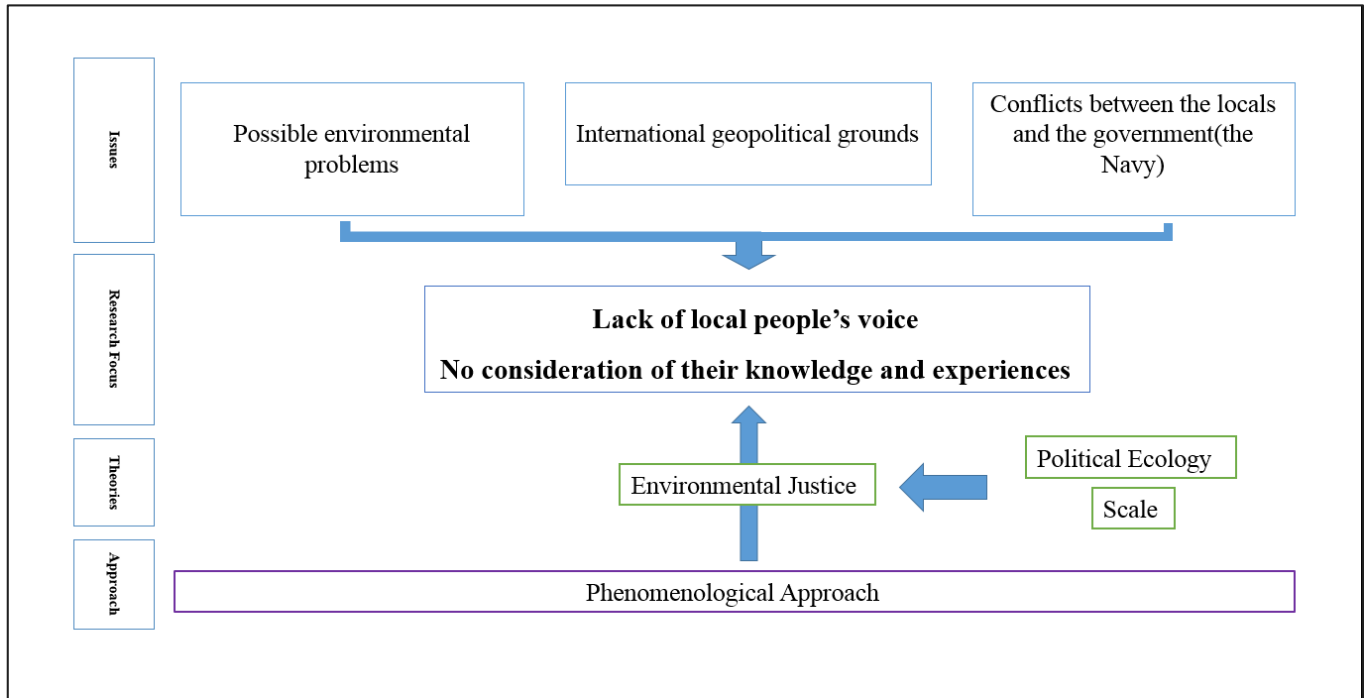 Issues
Possible environmental
problems
International geopolitical grounds
Conflicts between the locals
and the government(the
Navy)
Research Focus
Lack of local people’s voice
No consideration of their knowledge and experiences
Theories
Environmental Justice
Political Ecology
Scale
Approach
Phenomenological Approach